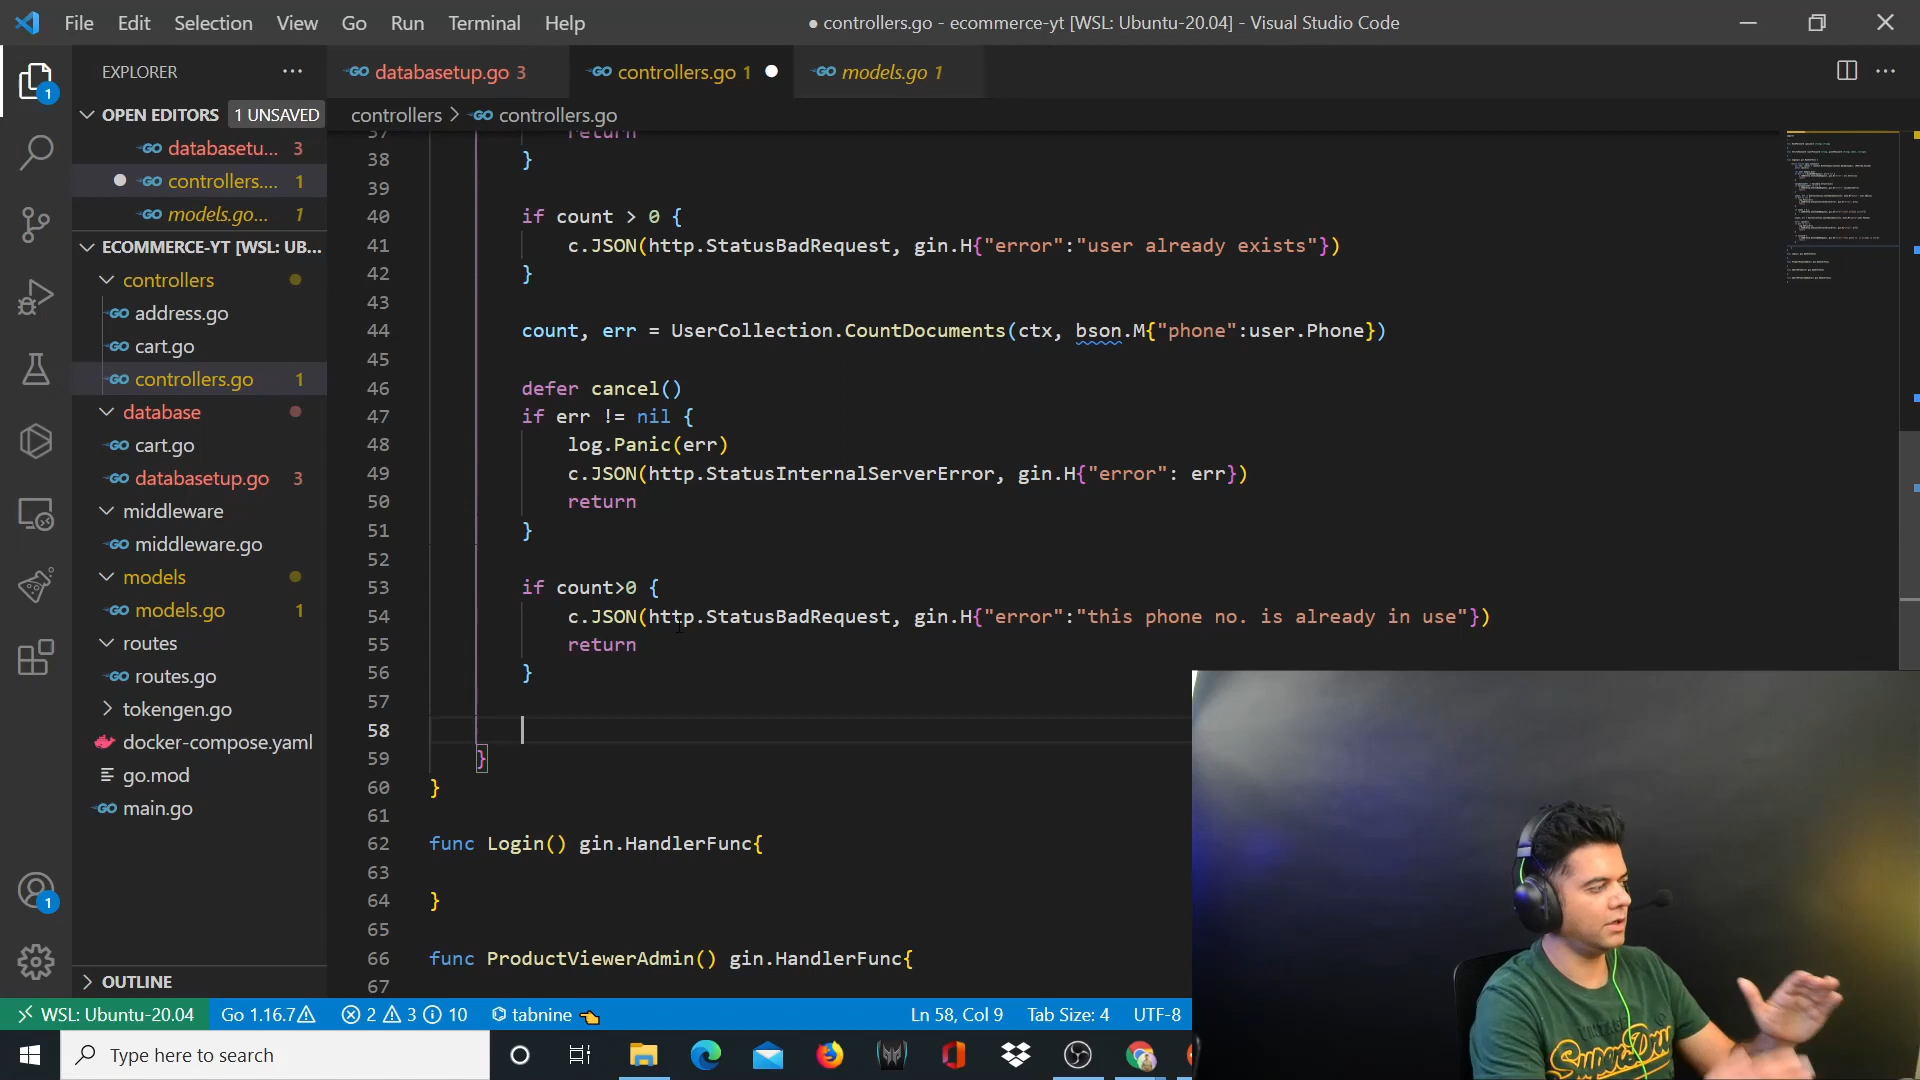 File Edit Selection View Go Run Terminal Help
● controllers.go - ecommerce-yt [WSL: Ubuntu-20.04] - Visual Studio Code
EXPLORER
databasetup.go 3
controllers.go 1
models.go 1
OPEN EDITORS 1 UNSAVED
controllers > controllers.go
databasetu... 3
controllers.... 1
models.go... 1
ECOMMERCE-YT [WSL: UB...
controllers
address.go
cart.go
controllers.go 1
database
cart.go
databasetup.go 3
middleware
middleware.go
models
models.go 1
routes
routes.go
tokengen.go
docker-compose.yaml
go.mod
main.go
OUTLINE
37 return
38 }
39
40 if count > 0 {
41 c.JSON(http.StatusBadRequest, gin.H{"error":"user already exists"})
42 }
43
44 count, err = UserCollection.CountDocuments(ctx, bson.M{"phone":user.Phone})
45
46 defer cancel()
47 if err != nil {
48 log.Panic(err)
49 c.JSON(http.StatusInternalServerError, gin.H{"error": err})
50 return
51 }
52
53 if count>0 {
54 c.JSON(http.StatusBadRequest, gin.H{"error":"this phone no. is already in use"})
55 return
56 }
57
58
59 }
60 }
61
62 func Login() gin.HandlerFunc{
63
64 }
65
66 func ProductViewerAdmin() gin.HandlerFunc{
67
WSL: Ubuntu-20.04 Go 1.16.7 2 3 10 tabnine Ln 58, Col 9 Tab Size: 4 UTF-8
Type here to search
SuperDry